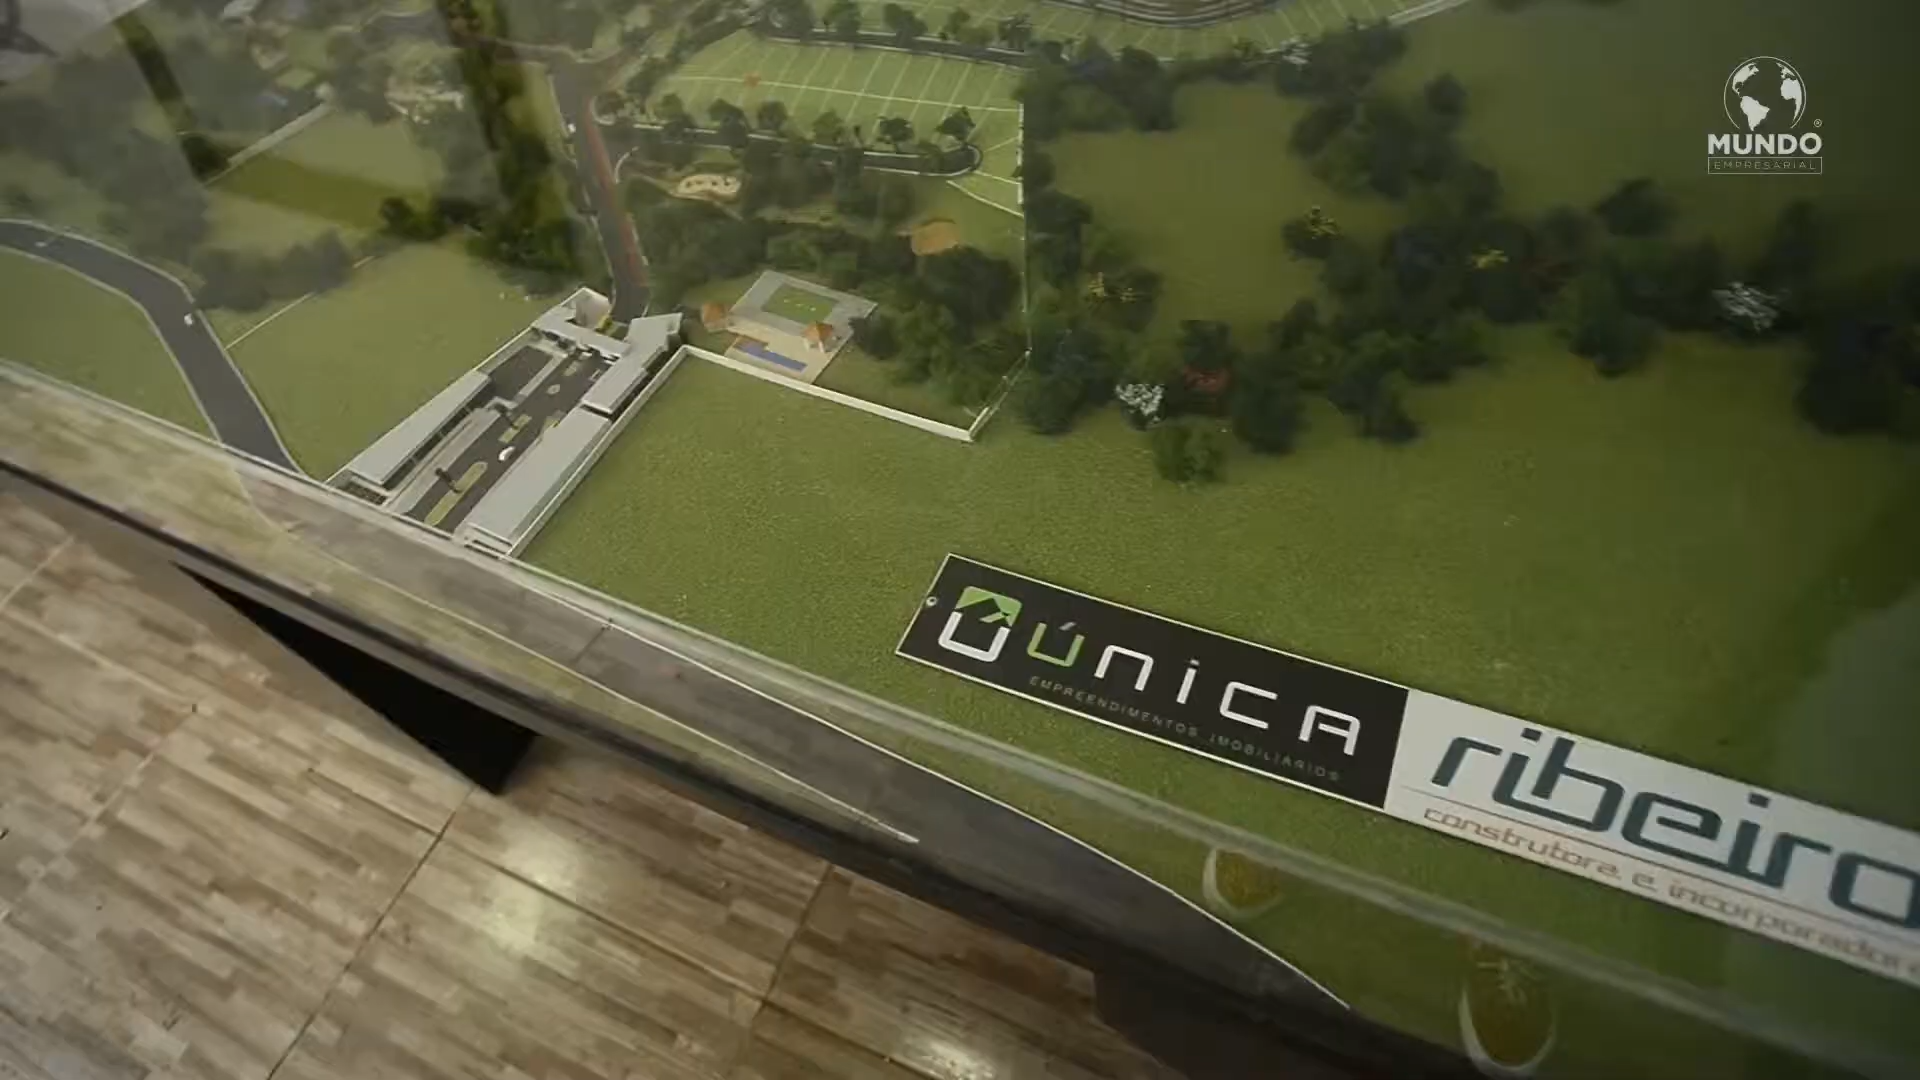 MUNDO
EMPRESARIAL
única
EMPREENDIMENTOS IMOBILIÁRIOS
ribeiro
construtora e incorporadora